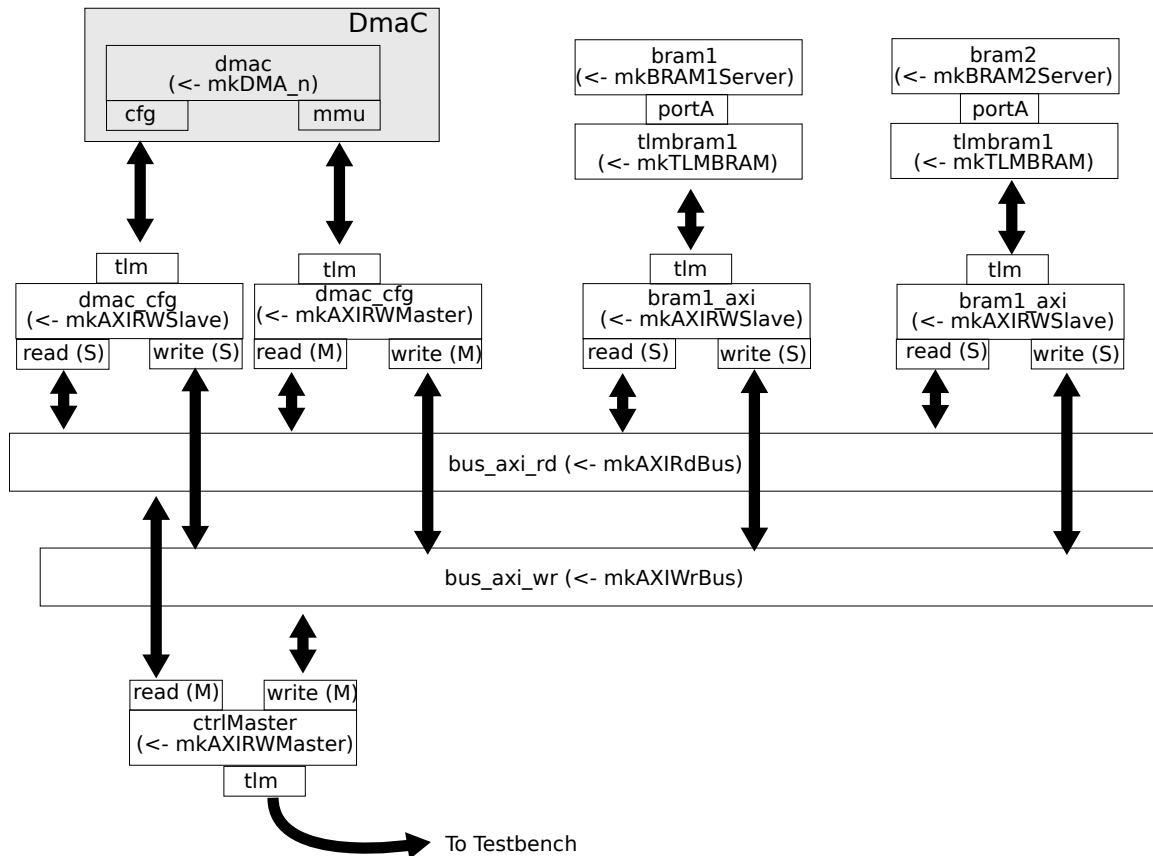 DmaC
dmac
(<- mkDMA_n)
cfg
mmu
bram1
(<- mkBRAM1Server)
portA
tlmbram1
(<- mkTLMBRAM)
bram2
(<- mkBRAM2Server)
portA
tlmbram1
(<- mkTLMBRAM)
tlm
dmac_cfg
(<- mkAXIRWSlave)
read (S)
write (S)
tlm
dmac_cfg
(<- mkAXIRWMaster)
read (M)
write (M)
tlm
bram1_axi
(<- mkAXIRWSlave)
read (S)
write (S)
tlm
bram1_axi
(<- mkAXIRWSlave)
read (S)
write (S)
bus_axi_rd (<- mkAXIRdBus)
bus_axi_wr (<- mkAXIWrBus)
read (M)
write (M)
ctrlMaster
(<- mkAXIRWMaster)
tlm
To Testbench